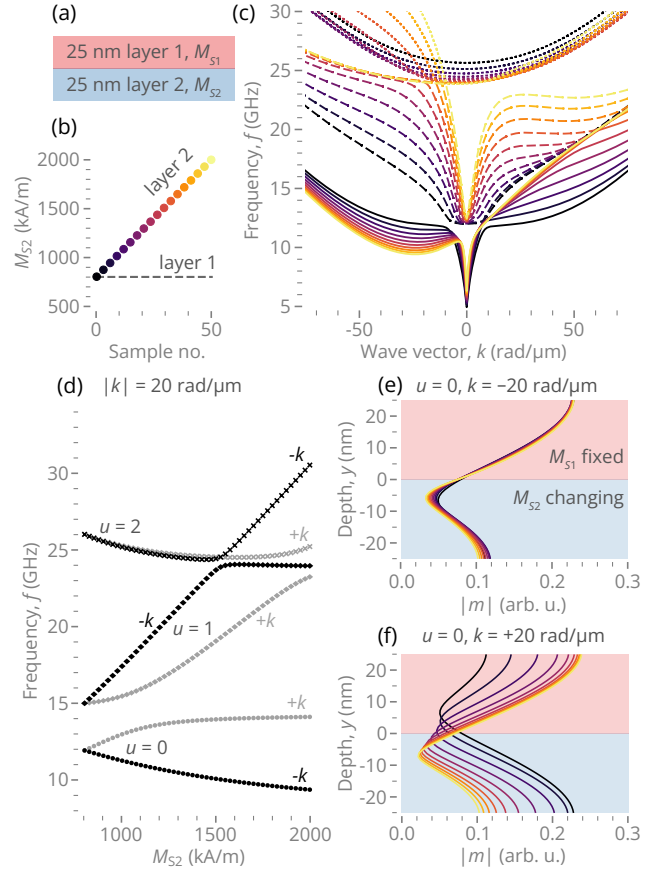 (a)
25 nm layer 1, M_S1
25 nm layer 2, M_S2
(b)
2000
1500
1000
500
M_S2 (kA/m)
layer 2
layer 1
0
50
Sample no.
(c)
30
25
20
15
10
5
Frequency, f (GHz)
-50
0
50
Wave vector, k (rad/μm)
(d)
|k| = 20 rad/μm
30
25
20
15
10
Frequency, f (GHz)
-k
u = 2
+k
-k
u = 1
+k
+k
u = 0
-k
1000
1500
2000
M_S2 (kA/m)
(e)
u = 0, k = −20 rad/μm
20
10
0
-10
-20
Depth, y (nm)
M_S1 fixed
M_S2 changing
0.0
0.1
0.2
0.3
|m| (arb. u.)
(f)
u = 0, k = +20 rad/μm
20
10
0
-10
-20
Depth, y (nm)
0.0
0.1
0.2
0.3
|m| (arb. u.)